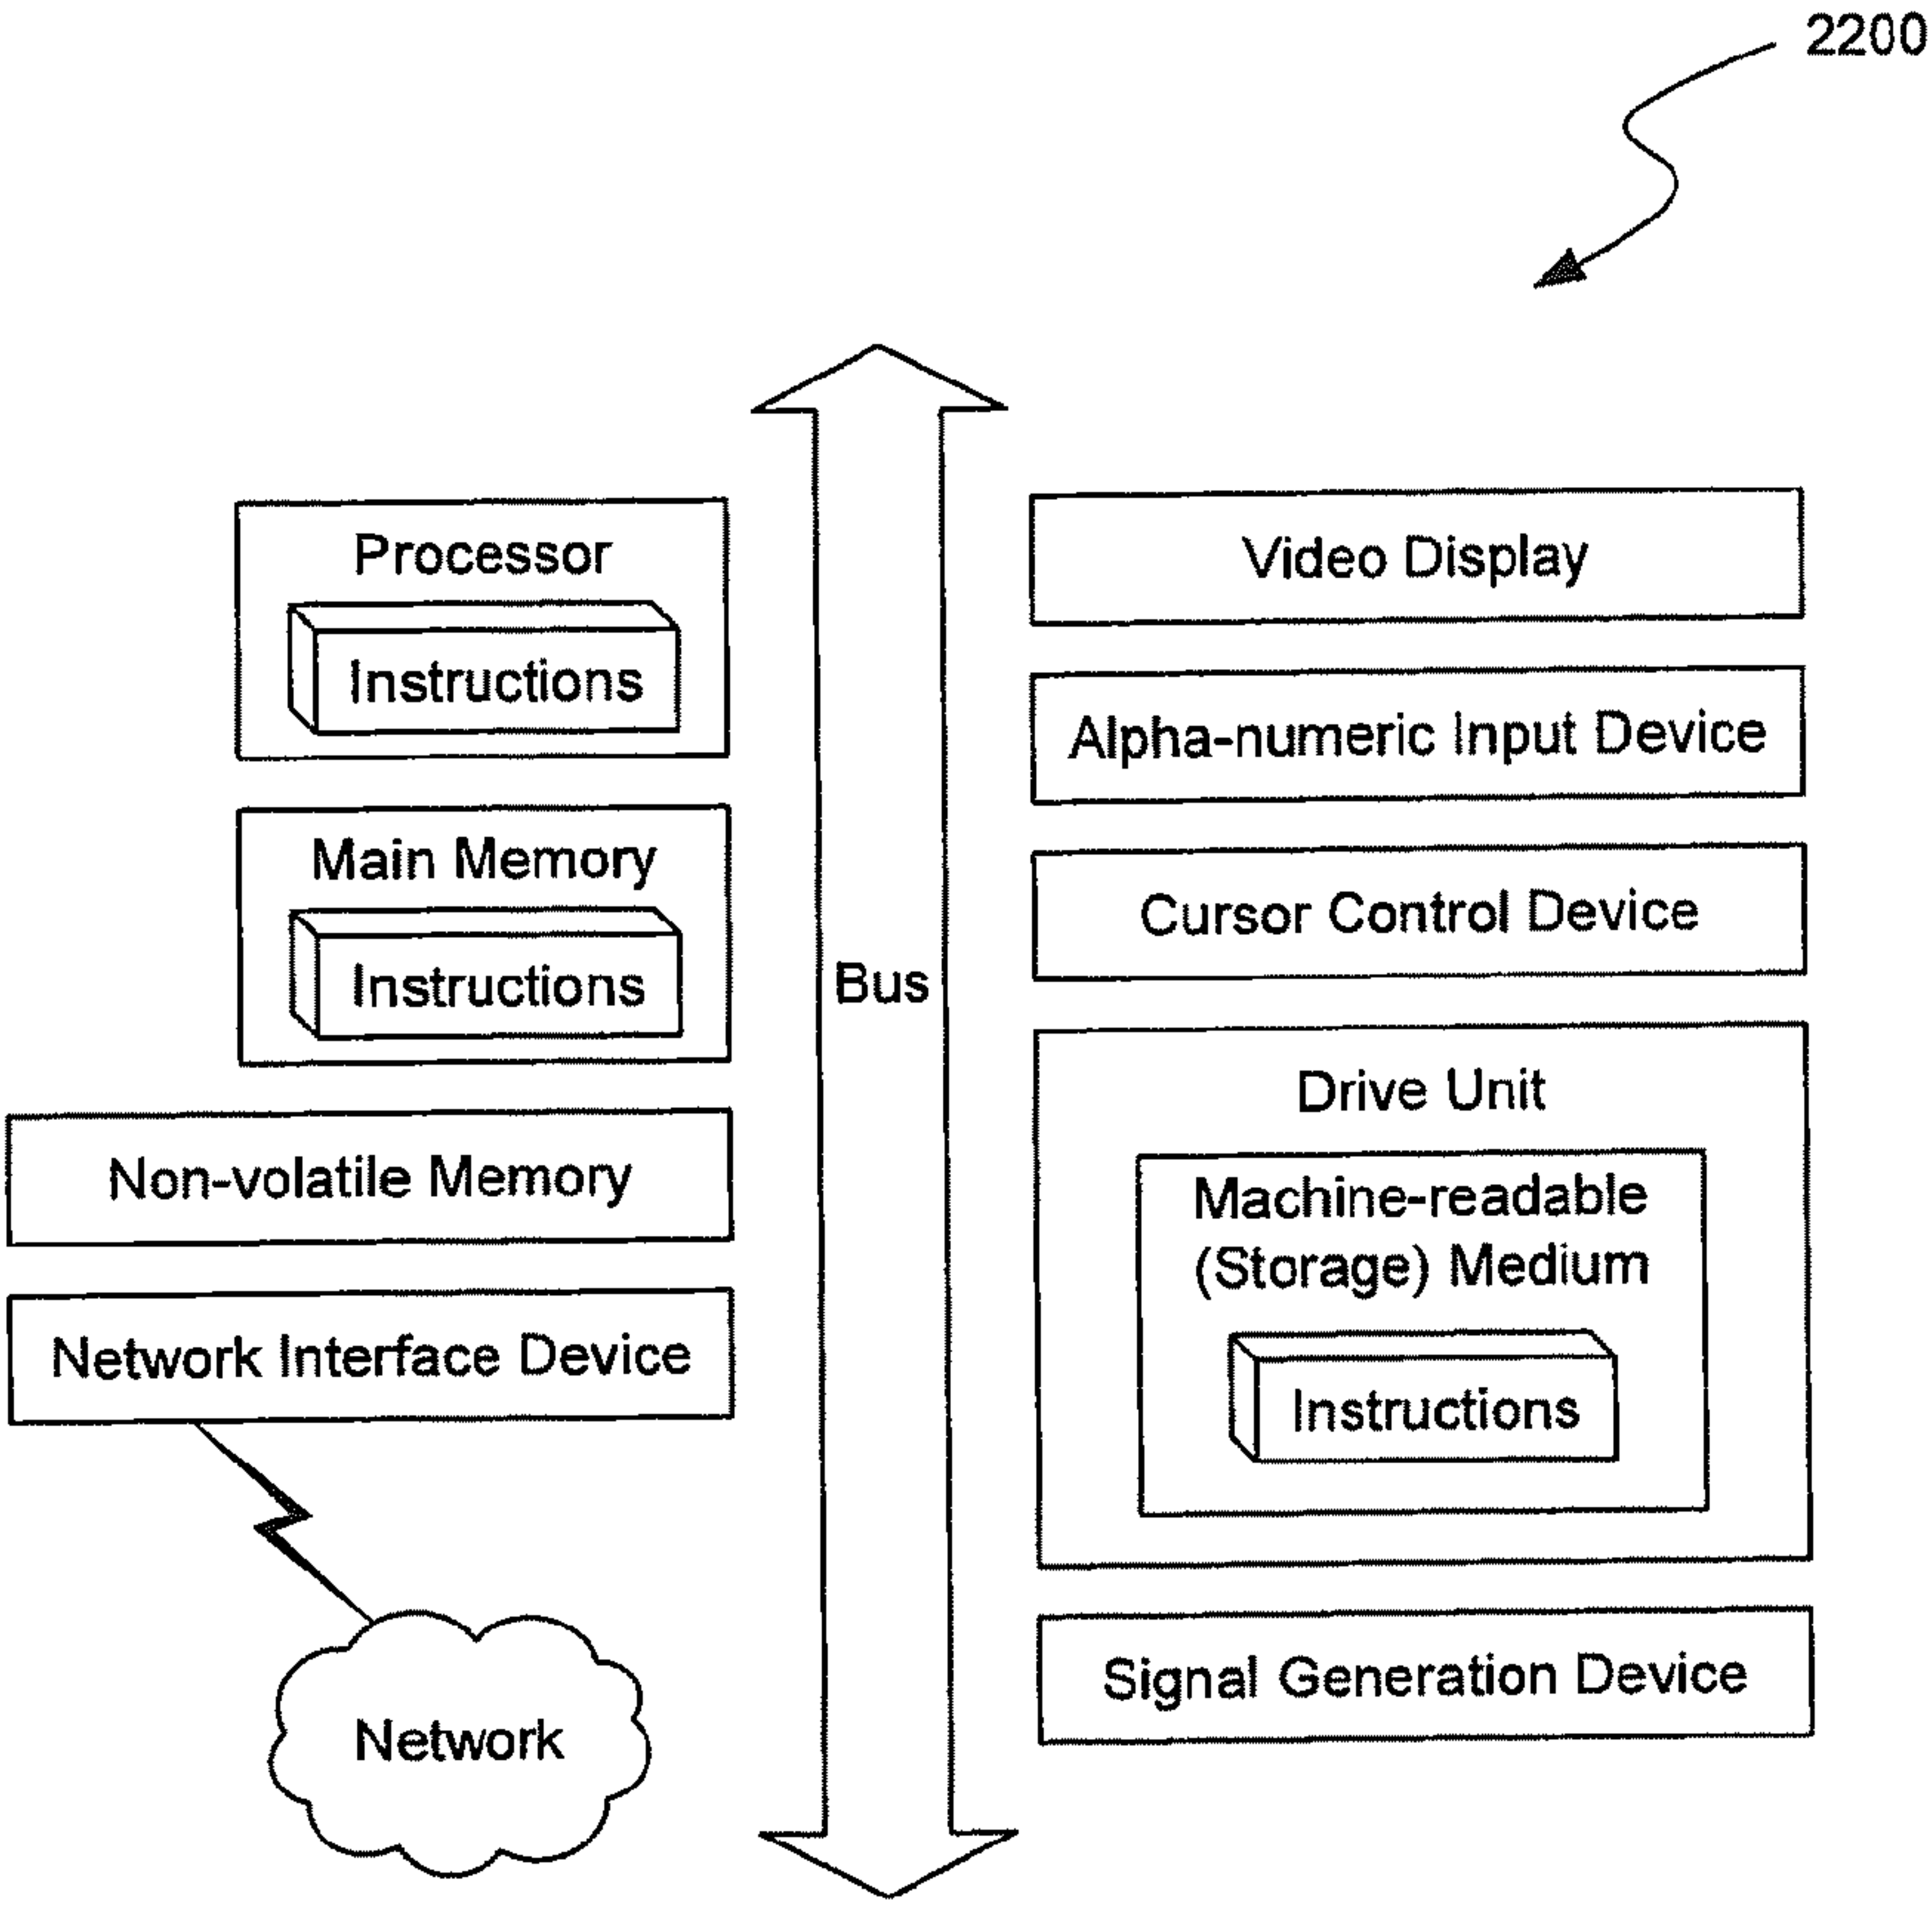 2200
Processor
Instructions
Main Memory
Instructions
Non-volatile Memory
Network Interface Device
Network
Bus
Video Display
Alpha-numeric Input Device
Cursor Control Device
Drive Unit
Machine-readable
(Storage) Medium
Instructions
Signal Generation Device